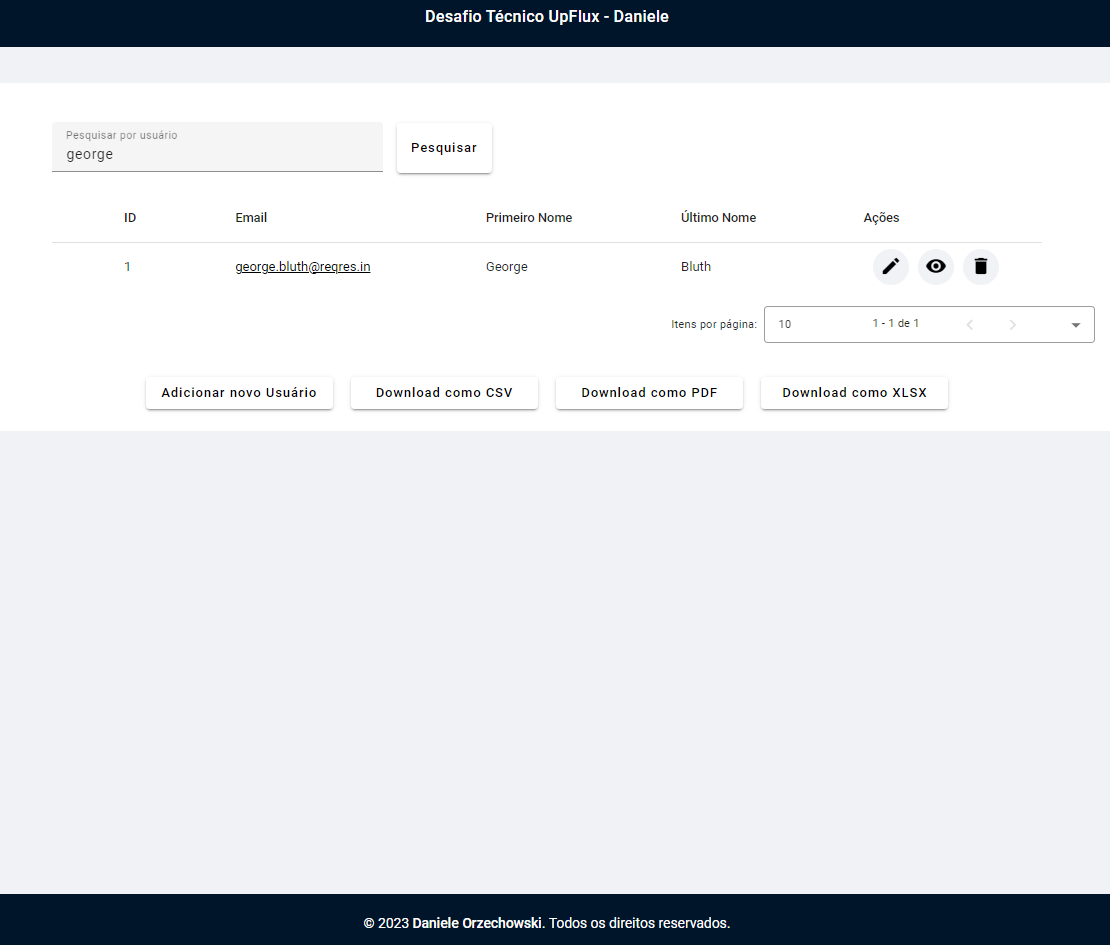 Desafio Técnico UpFlux - Daniele
Pesquisar por usuário
george
Pesquisar
ID Email Primeiro Nome Último Nome Ações
1 george.bluth@reqres.in George Bluth
Itens por página: 10 1 - 1 de 1
Adicionar novo Usuário Download como CSV Download como PDF Download como XLSX
© 2023 Daniele Orzechowski. Todos os direitos reservados.